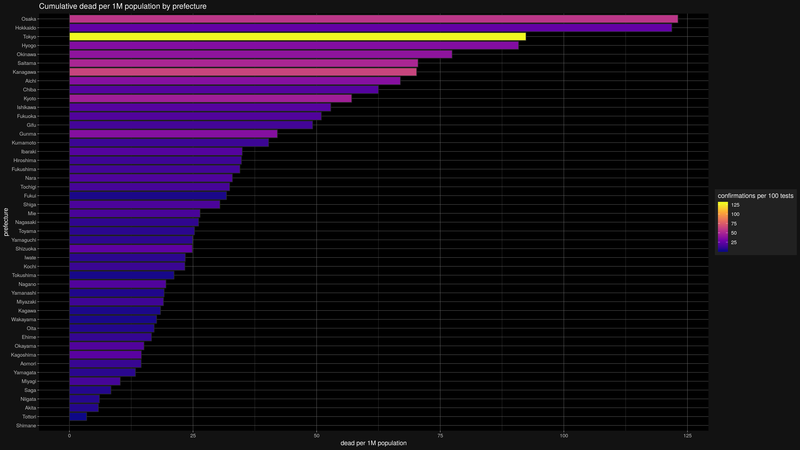 Cumulative dead per 1M population by prefecture
Osaka
Hokkaido
Tokyo
Hyogo
Okinawa
Saitama
Kanagawa
Aichi
Chiba
Kyoto
Ishikawa
Fukuoka
Gifu
Gunma
Kumamoto
Ibaraki
Hiroshima
Fukushima
Nara
Tochigi
Fukui
Shiga
Mie
Nagasaki
Toyama
Yamaguchi
Shizuoka
Iwate
Kochi
Tokushima
Nagano
Yamanashi
Miyazaki
Kagawa
Wakayama
Oita
Ehime
Okayama
Kagoshima
Aomori
Yamagata
Miyagi
Saga
Niigata
Akita
Tottori
Shimane
prefecture
0 25 50 75 100 125
dead per 1M population
confirmations per 100 tests
125
100
75
50
25